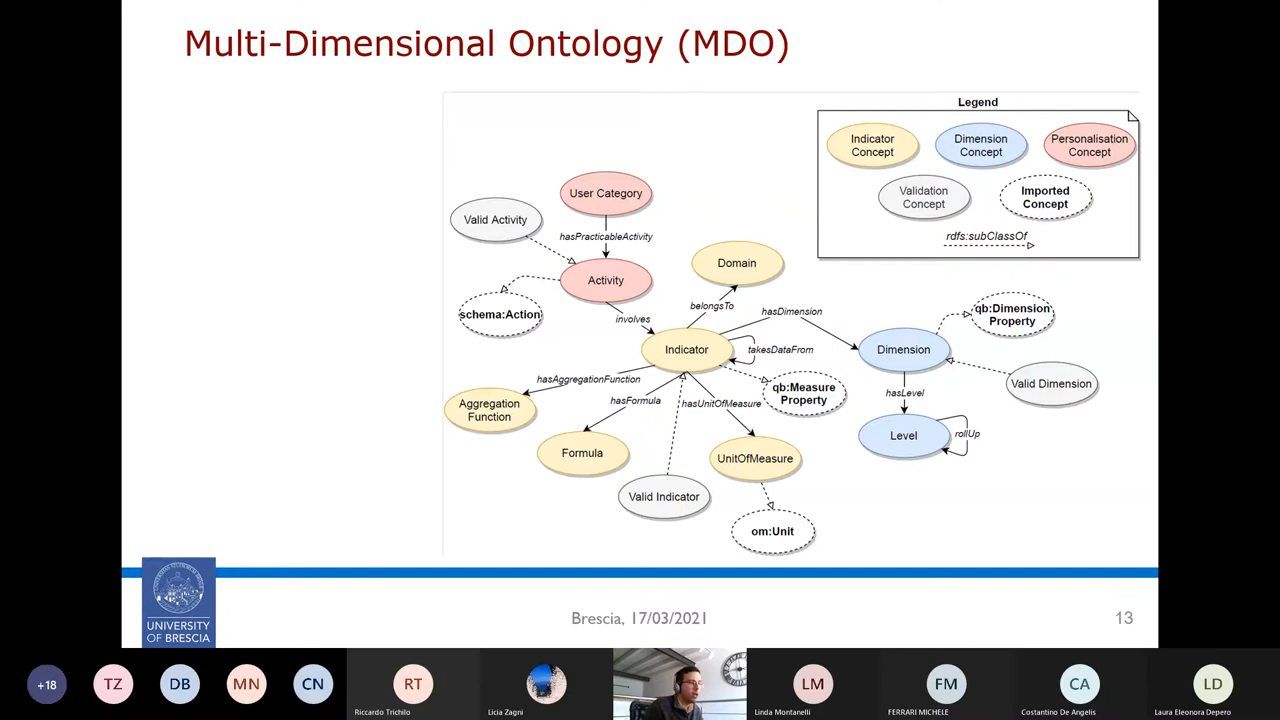 Multi-Dimensional Ontology (MDO)
Legend
Indicator
Concept
Dimension
Concept
Personalisation
Concept
Validation
Concept
Imported
Concept
rdfs:subClassOf
User Category
Valid Activity
hasPracticableActivity
Activity
schema:Action
involves
Domain
belongsTo
hasDimension
Indicator
takesDataFrom
Dimension
qb:Dimension
Property
hasAggregationFunction
hasFormula
hasUnitOfMeasure
qb:Measure
Property
hasLevel
Valid Dimension
Aggregation
Function
Level
rollUp
Formula
UnitOfMeasure
Valid Indicator
om:Unit
UNIVERSITY
OF BRESCIA
Brescia, 17/03/2021
13
+18
TZ
DB
MN
CN
RT
Riccardo Trichilo
Licia Zagni
LM
Linda Montanelli
FM
FERRARI MICHELE
CA
Costantino De Angelis
LD
Laura Eleonora Depero